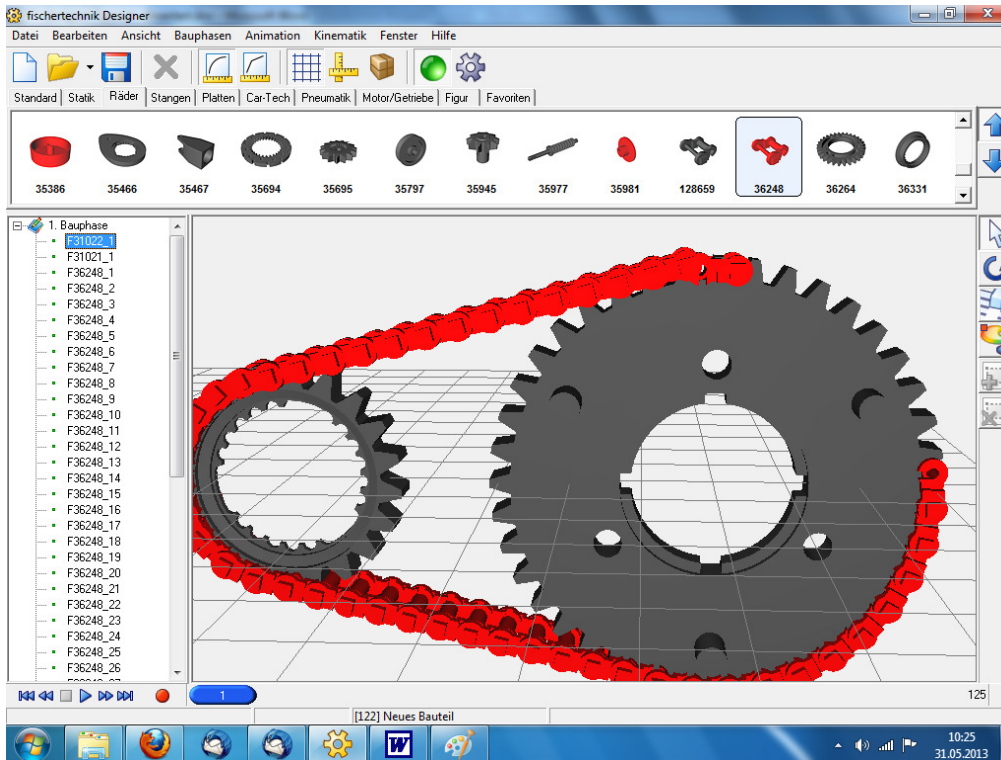 fischertechnik Designer
Datei Bearbeiten Ansicht Bauphasen Animation Kinematik Fenster Hilfe
Standard Statik Räder Stangen Platten Car-Tech Pneumatik Motor/Getriebe Figur Favoriten
35386 35466 35467 35694 35695 35797 35945 35977 35981 128659 36248 36264 36331
1. Bauphase
F31022_1
F31021_1
F36248_1
F36248_2
F36248_3
F36248_4
F36248_5
F36248_6
F36248_7
F36248_8
F36248_9
F36248_10
F36248_11
F36248_12
F36248_13
F36248_14
F36248_15
F36248_16
F36248_17
F36248_18
F36248_19
F36248_20
F36248_21
F36248_22
F36248_23
F36248_24
F36248_25
F36248_26
1
125
[122] Neues Bauteil
W
10:25
31.05.2013